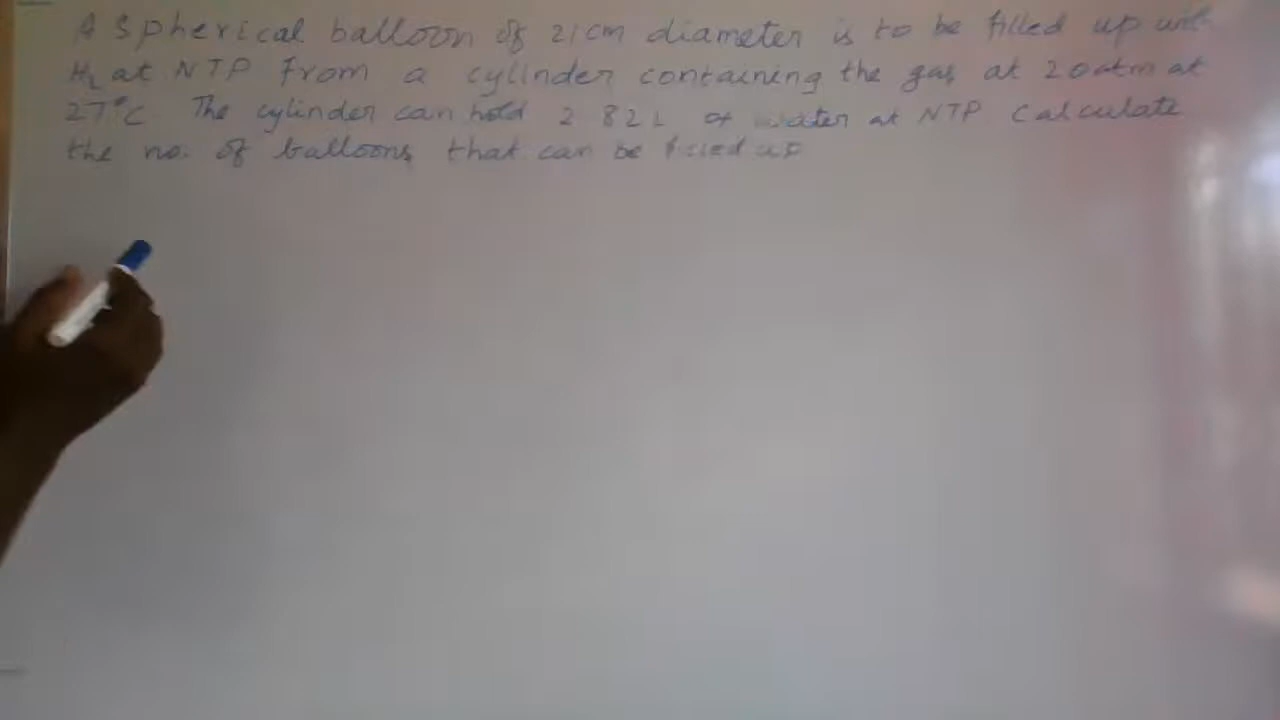 A spherical balloon of 21cm diameter is to be filled up with
H2 at NTP from a cylinder containing the gas at 20atm at
27°C The cylinder can hold 2.82L of water at NTP Calculate
the no. of balloons that can be filled up